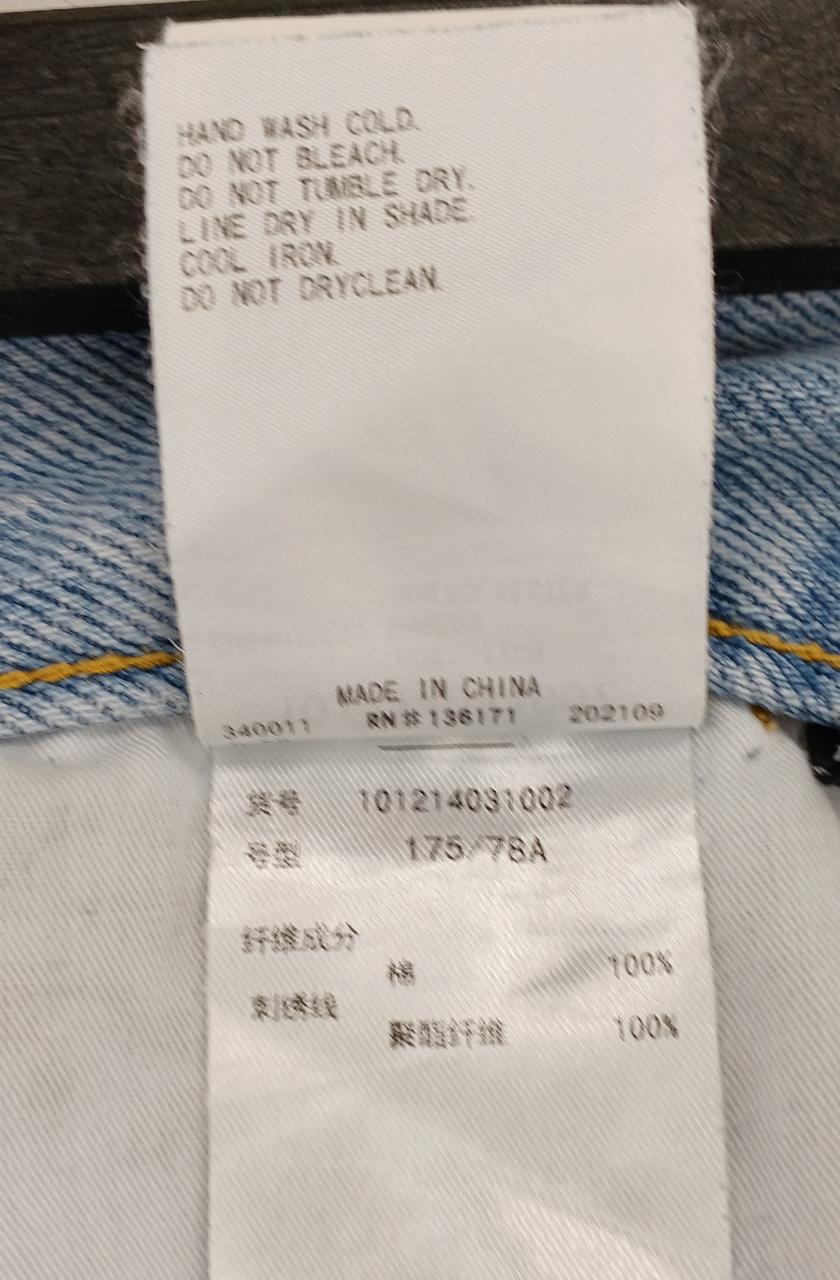 HAND WASH COLD.
DO NOT BLEACH.
DO NOT TUMBLE DRY.
LINE DRY IN SHADE.
COOL IRON.
DO NOT DRYCLEAN.
MADE IN CHINA
340011 RN#136171 202109
货号 101214031002
号型 175/78A
纤维成分
棉 100%
刺绣线
聚酯纤维 100%